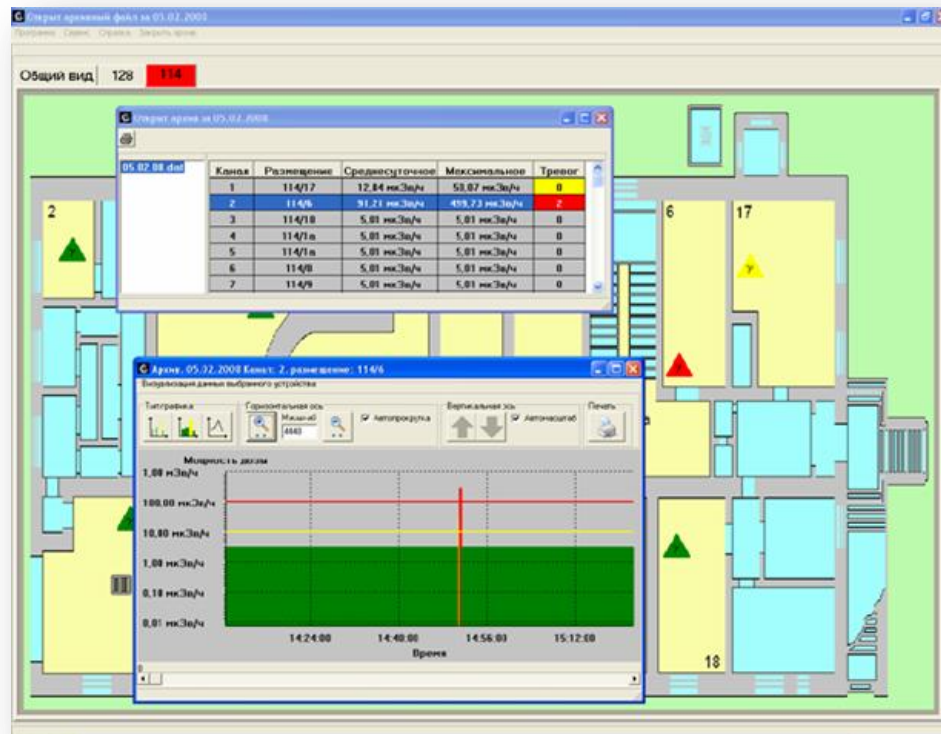 Открыт архивный файл за 05.02.2008
Программа Сервис Справка Закрыть архив
Общий вид 128 114
Открыт архив за 05.02.2008
05.02.08.dat
Канал Размещение Среднесуточное Максимальное Тревог
1 114/17 12,84 мкЗв/ч 50,07 мкЗв/ч 0
2 114/6 91,21 мкЗв/ч 499,73 мкЗв/ч 2
3 114/18 5,01 мкЗв/ч 5,01 мкЗв/ч 0
4 114/1а 5,01 мкЗв/ч 5,01 мкЗв/ч 0
5 114/1а 5,01 мкЗв/ч 5,01 мкЗв/ч 0
6 114/8 5,01 мкЗв/ч 5,01 мкЗв/ч 0
7 114/9 5,01 мкЗв/ч 5,01 мкЗв/ч 0
2
6
17
Архив. 05.02.2008 Канал: 2. размещение: 114/6
Визуализация данных выбранного устройства
Тип графика Горизонтальная ось Вертикальная ось Печать
Масштаб
Автопрокрутка Автомасштаб
Мощность дозы
1,00 мЗв/ч
100,00 мкЗв/ч
10,00 мкЗв/ч
1,00 мкЗв/ч
0,10 мкЗв/ч
0,01 мкЗв/ч
14:24:00 14:40:00 14:56:00 15:12:00
Время
0
18